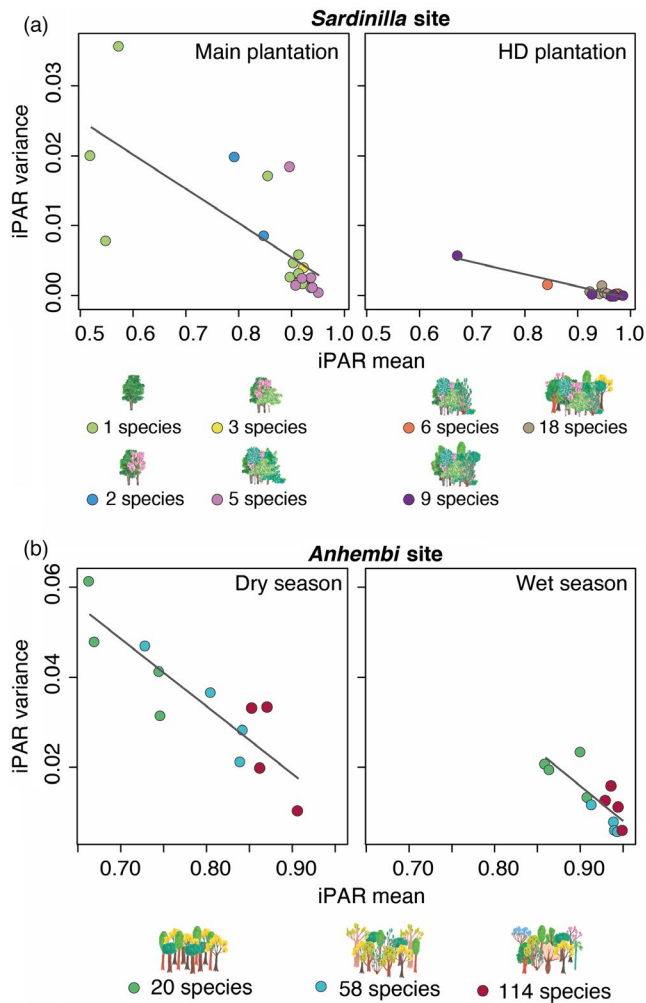 (a)
Sardinilla site
Main plantation
HD plantation
iPAR variance
0.03
0.02
0.01
0.00
0.5 0.6 0.7 0.8 0.9 1.0
0.5 0.6 0.7 0.8 0.9 1.0
iPAR mean
1 species
3 species
6 species
18 species
2 species
5 species
9 species
(b)
Anhembi site
Dry season
Wet season
iPAR variance
0.06
0.04
0.02
0.70 0.80 0.90
0.70 0.80 0.90
iPAR mean
20 species
58 species
114 species